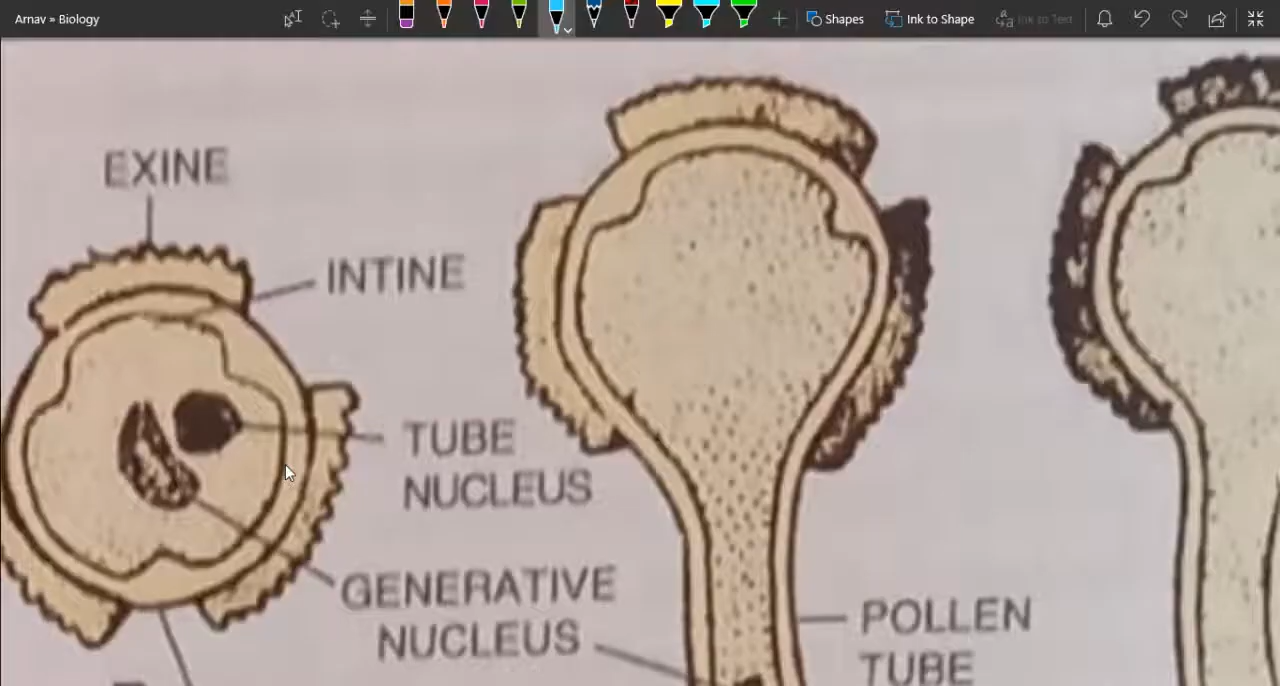 Arnav » Biology
Shapes
Ink to Shape
Ink to Text
EXINE
INTINE
TUBE
NUCLEUS
GENERATIVE
NUCLEUS
POLLEN
TUBE